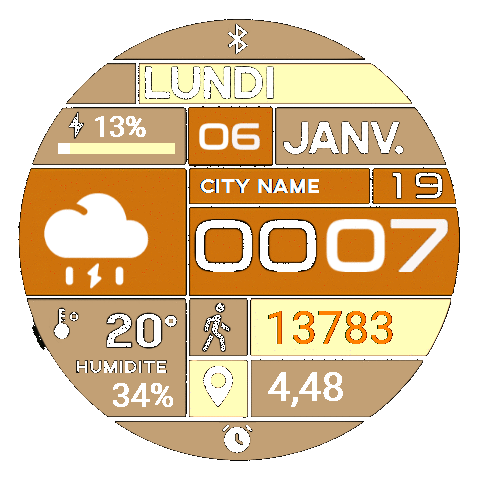 LUNDI
13%
06
JANV.
CITY NAME
19
0007
20°
13783
HUMIDITE
34%
4,48